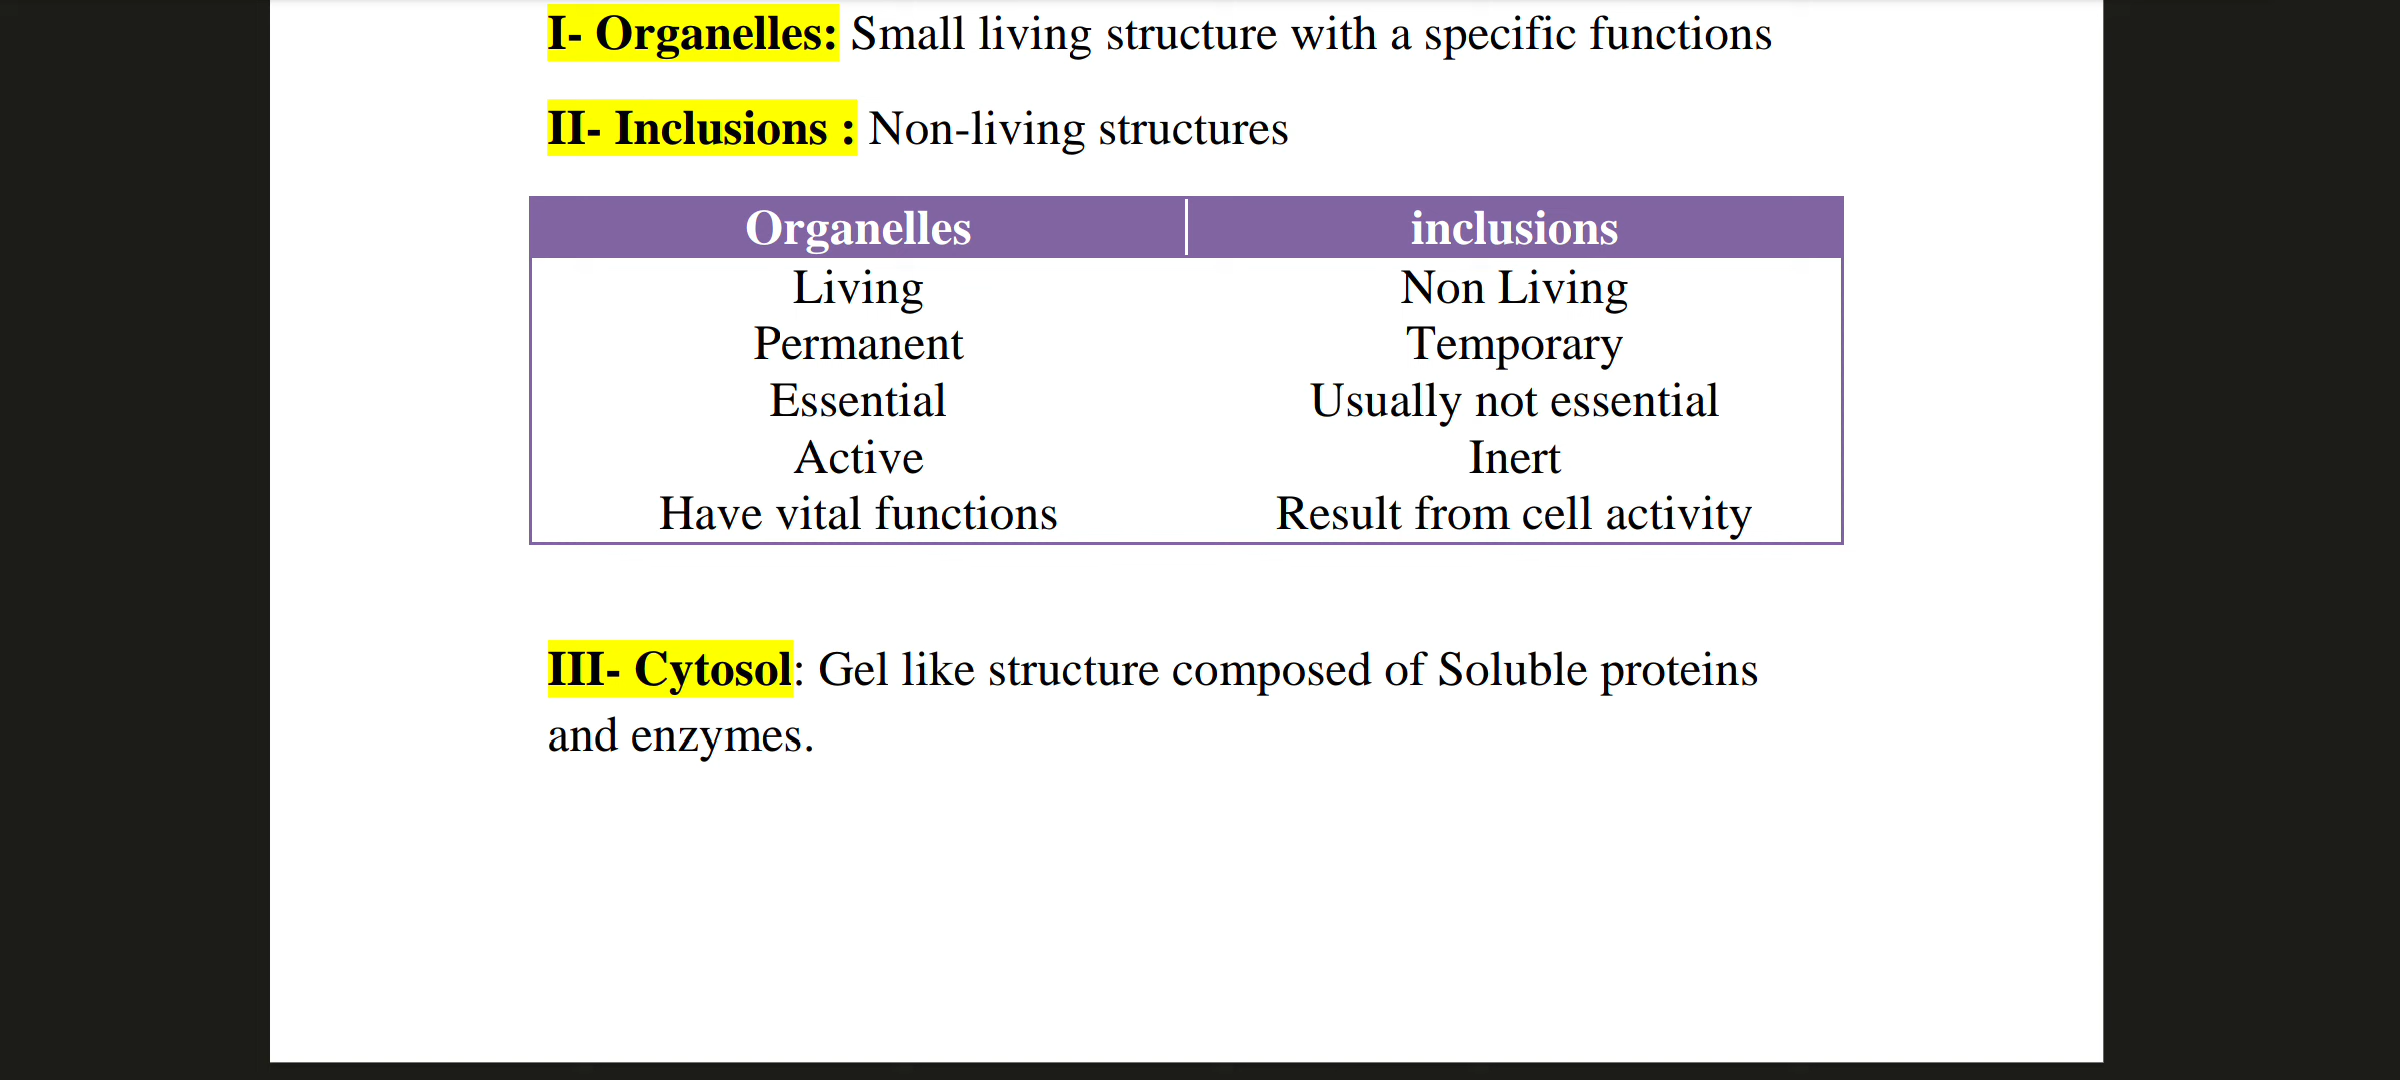 I- Organelles: Small living structure with a specific functions
II- Inclusions : Non-living structures
Organelles inclusions
Living Non Living
Permanent Temporary
Essential Usually not essential
Active Inert
Have vital functions Result from cell activity
III- Cytosol: Gel like structure composed of Soluble proteins
and enzymes.